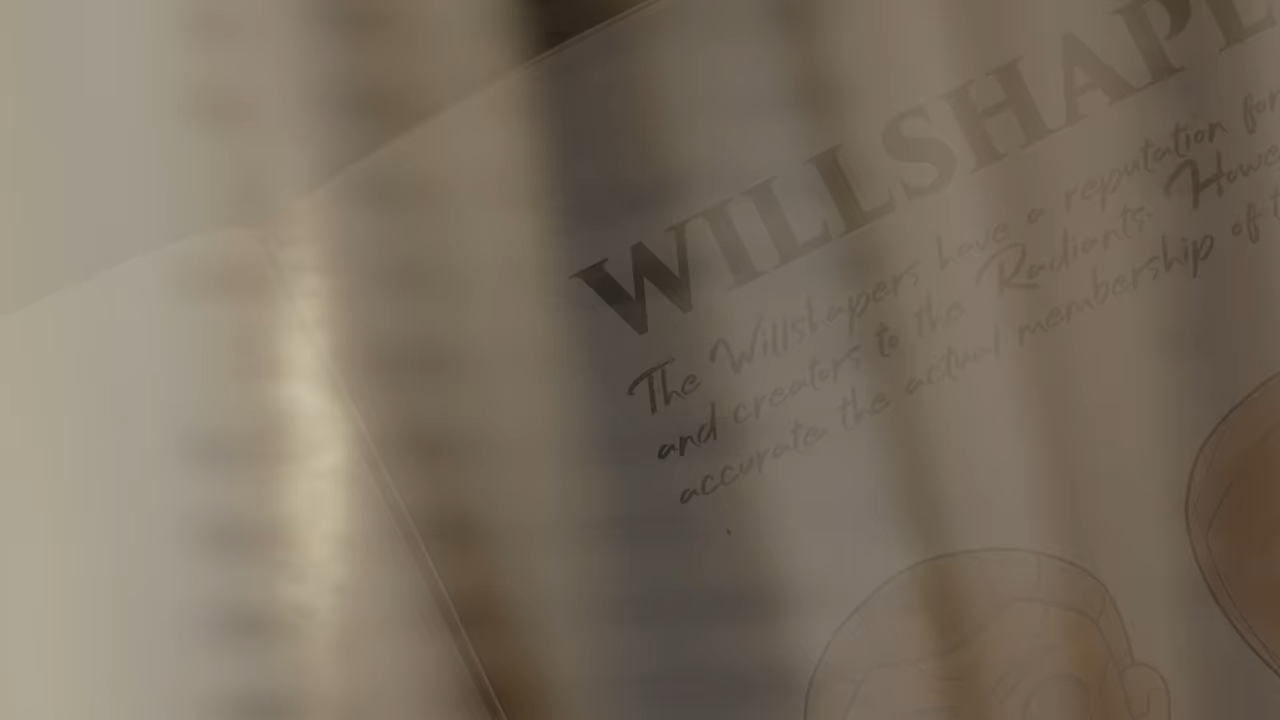 WILLSHAPE
The Willshapers have a reputation for
and creators to the Radiants. Howe
accurate the actual membership of t